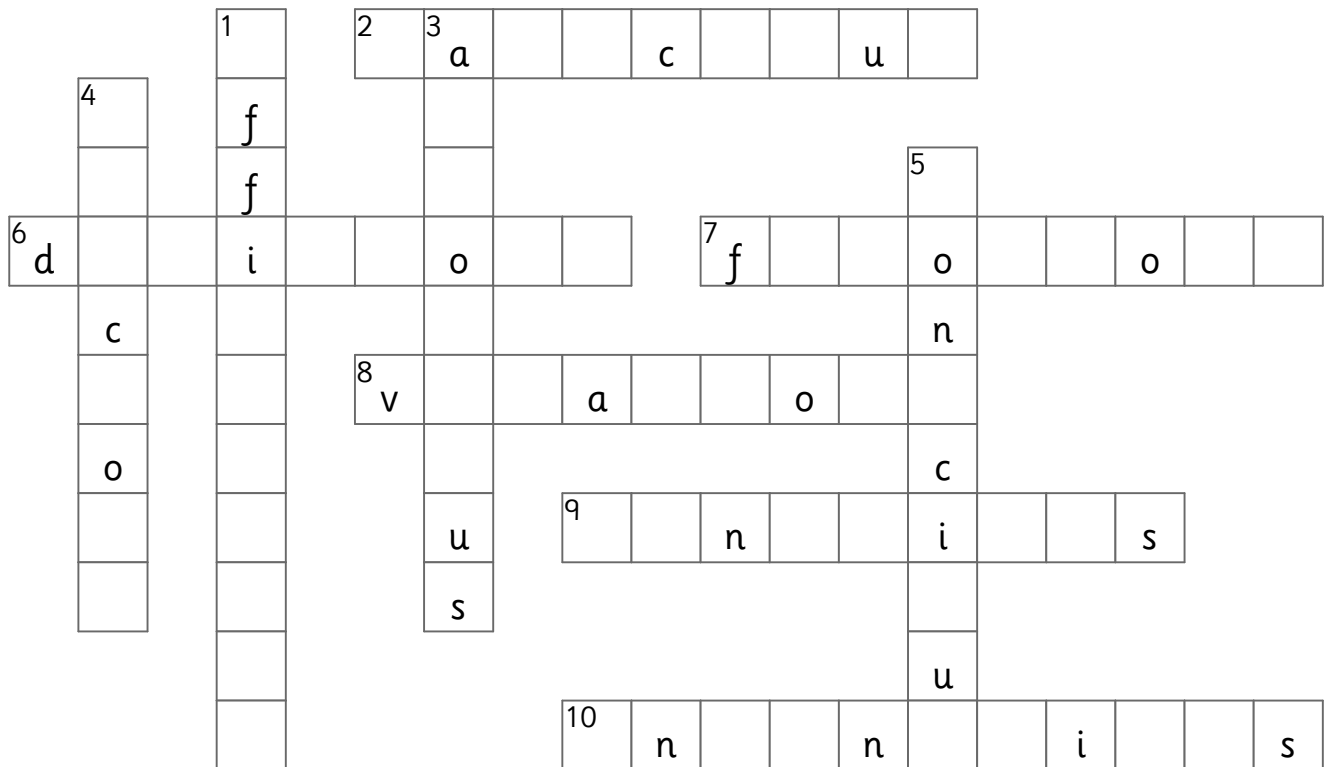 1 2 3 a c u
4 f
f 5
6 d i o 7 f o o
c n
8 v a o
o c
u 9 n i s
s
u
10 n n i s